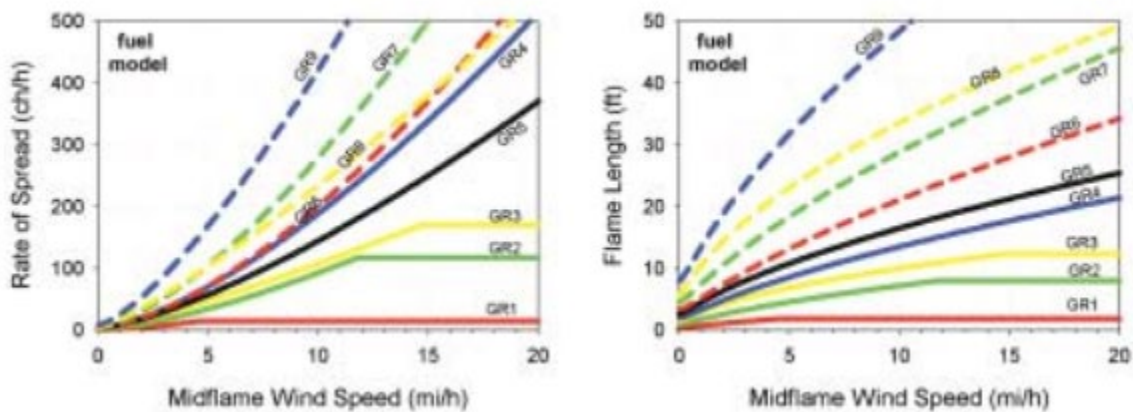 500
400
300
200
100
0
Rate of Spread (ch/h)
fuel
model
GR9
GR7
GR4
GR5
GR8
GR6
GR3
GR2
GR1
0
5
10
15
20
Midflame Wind Speed (mi/h)
50
40
30
20
10
0
Flame Length (ft)
fuel
model
GR9
GR8
GR7
GR6
GR5
GR4
GR3
GR2
GR1
0
5
10
15
20
Midflame Wind Speed (mi/h)